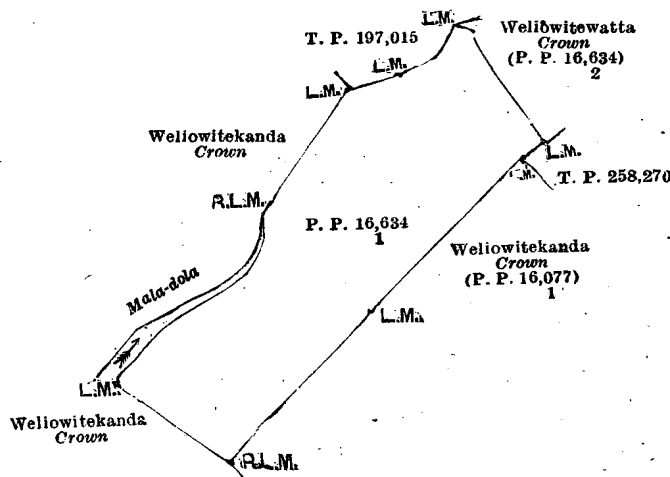 L.M.
Weliowitewatta
Crown
(P. P. 16,634)
2
T. P. 197,015
L.M.
L.M.
Weliowitekanda
Crown
L.M.
L.M.
T. P. 258,270
R.L.M.
P. P. 16,634
1
Weliowitekanda
Crown
(P. P. 16,077)
1
Mala-dola
L.M.
L.M.
Weliowitekanda
Crown
R.L.M.